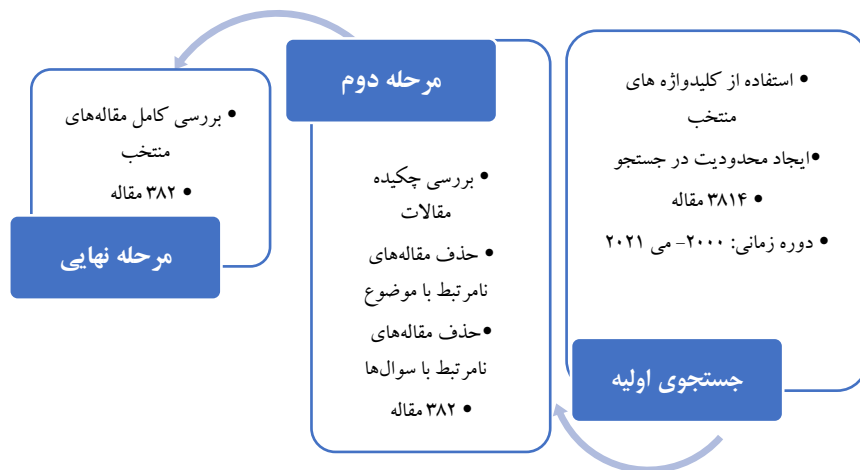 • استفاده از کلیدواژه های
منتخب
• ایجاد محدودیت در جستجو
• ۳۸۱۴ مقاله
• دوره زمانی: ۲۰۰۰- می ۲۰۲۱
جستجوی اولیه
مرحله دوم
• بررسی چکیده
مقالات
• حذف مقاله‌های
نامرتبط با موضوع
• حذف مقاله‌های
نامرتبط با سوال‌ها
• ۳۸۲ مقاله
• بررسی کامل مقاله‌های
منتخب
• ۳۸۲ مقاله
مرحله نهایی